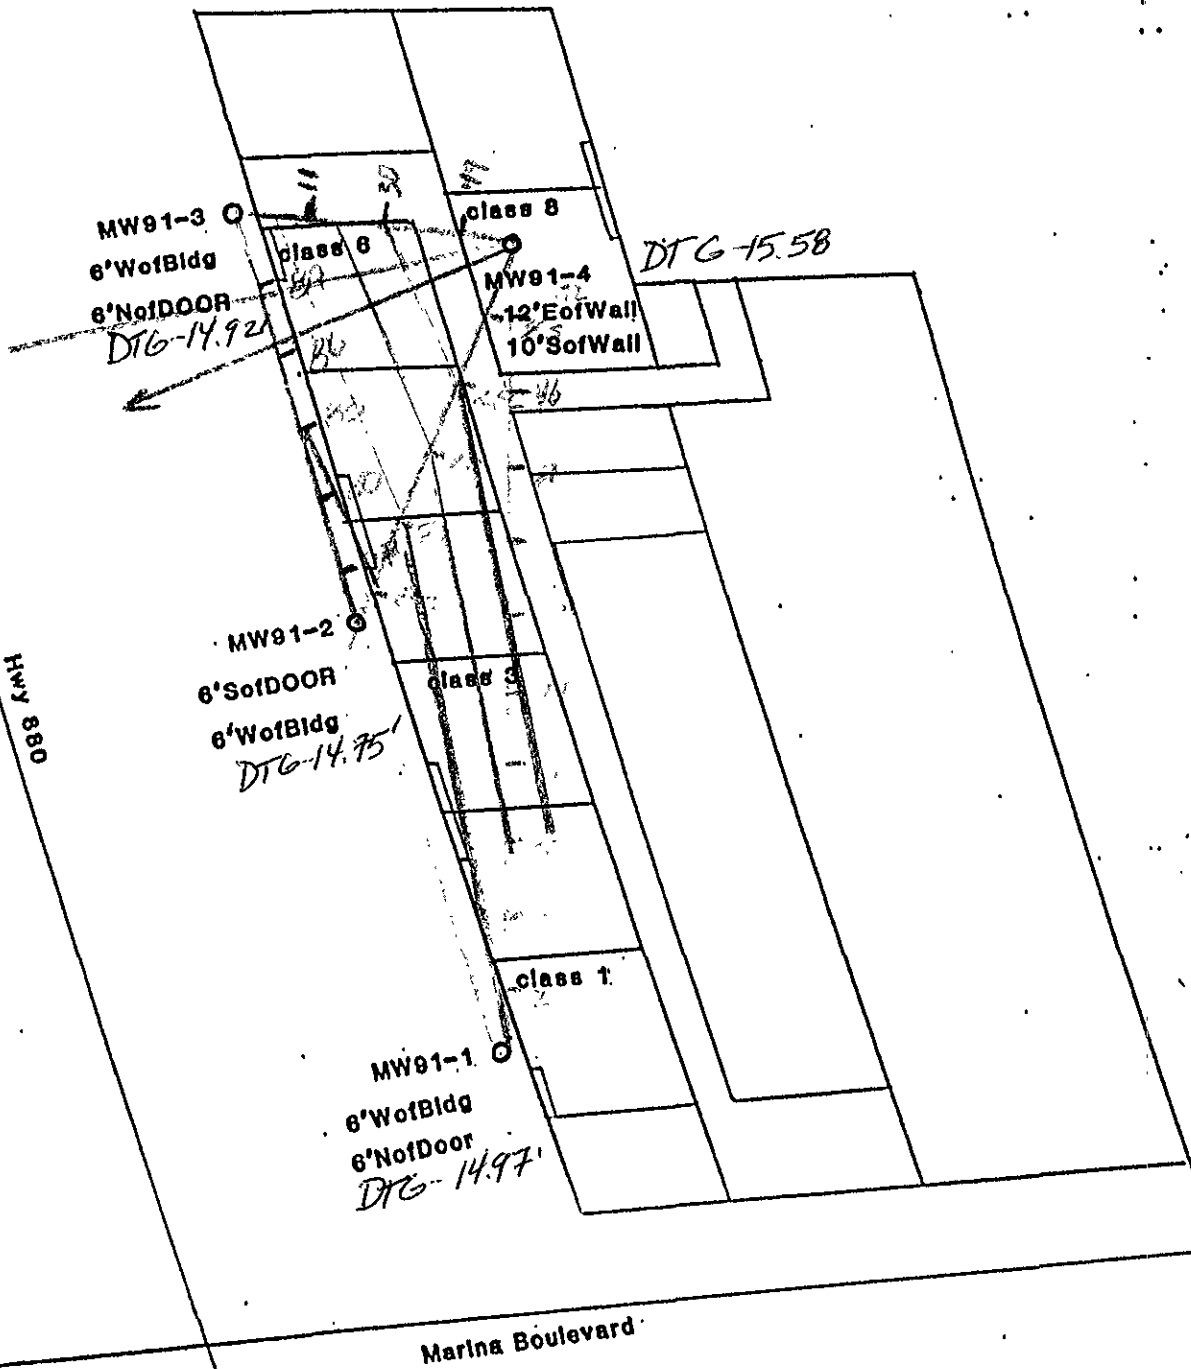 class 8
MW91-3
6'WofBldg
6'NofDOOR
DTG-14.92'
class 6
DTG-15.58
MW91-4
12'EofWall
10'SofWall
46
MW91-2
6'SofDOOR
6'WofBldg
DTG-14.75'
class 3
Hwy 880
class 1
MW91-1
6'WofBldg
6'NofDoor
DTG-14.97'
Marina Boulevard